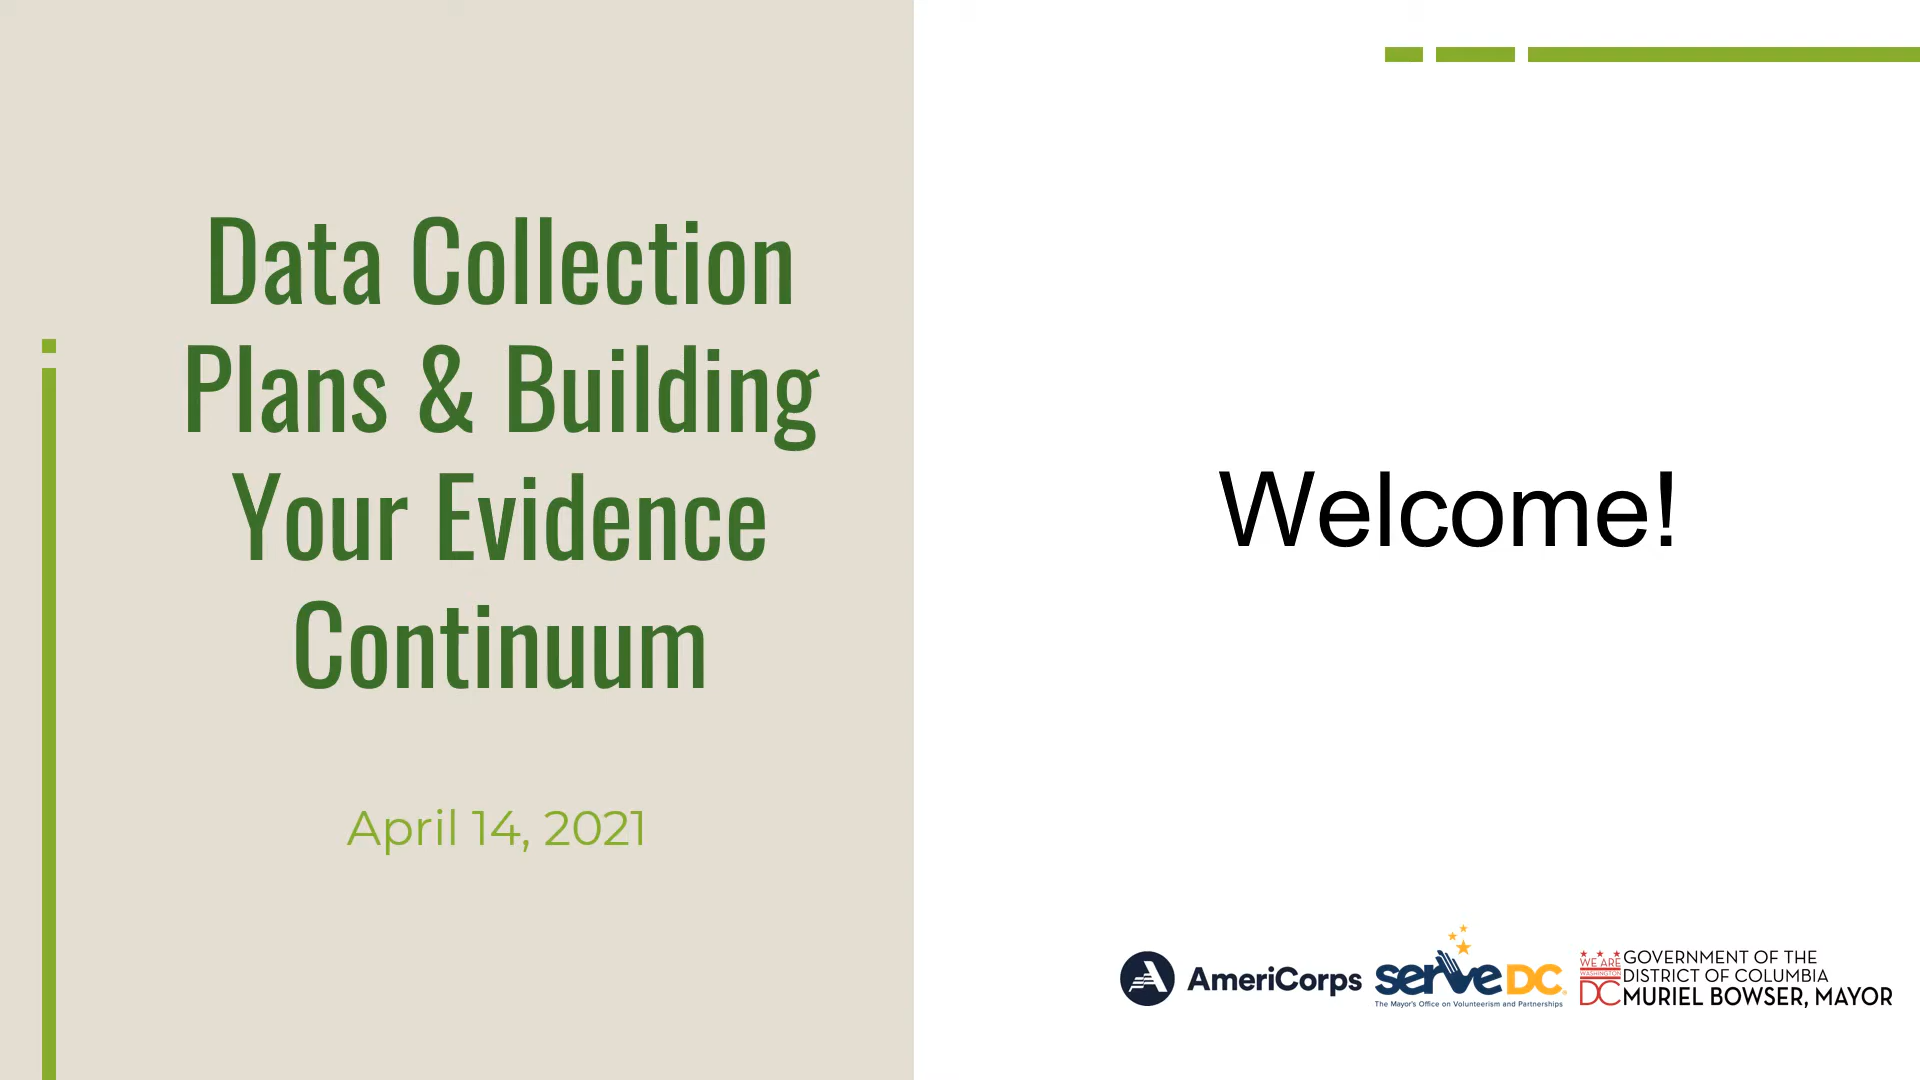 Data Collection
Plans & Building
Your Evidence
Continuum
April 14, 2021
Welcome!
AmeriCorps
serve DC
The Mayor's Office on Volunteerism and Partnerships
WE ARE
WASHINGTON
DC
GOVERNMENT OF THE
DISTRICT OF COLUMBIA
MURIEL BOWSER, MAYOR